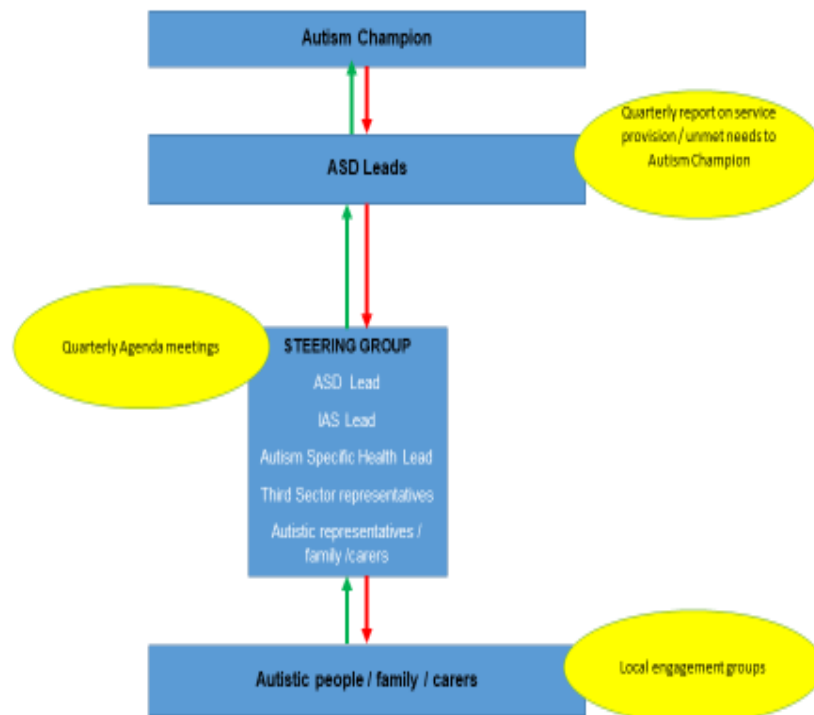 Autism Champion
Quarterly report on service
provision / unmet needs to
Autism Champion
ASD Leads
Quarterly Agenda meetings
STEERING GROUP
ASD Lead
IAS Lead
Autism Specific Health Lead
Third Sector representatives
Autistic representatives /
family /carers
Autistic people / family / carers
Local engagement groups